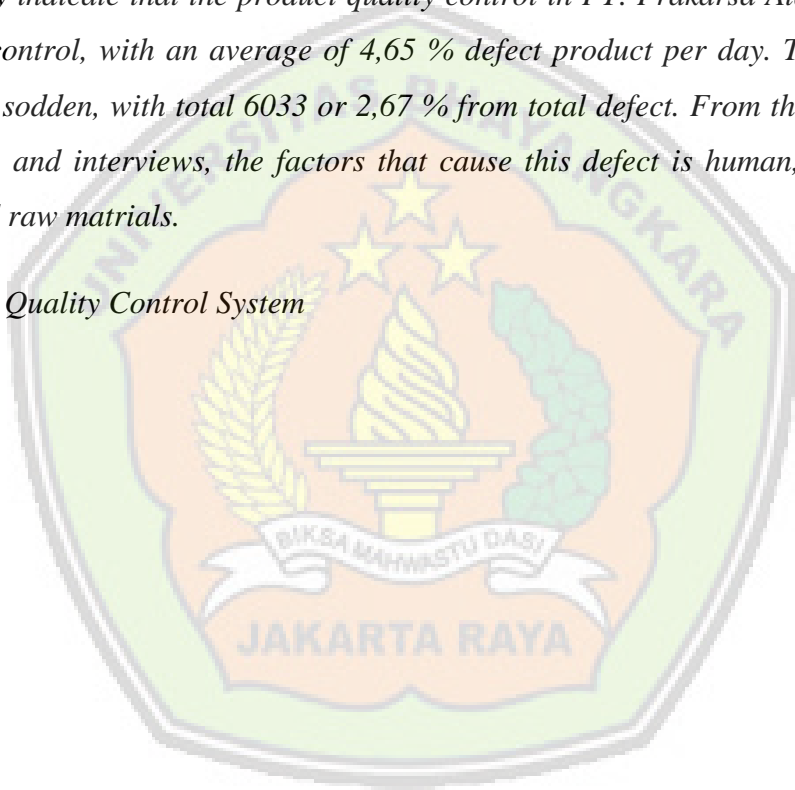 indicate that the product quality control in PT. Prakarsa
control, with an average of 4,65 % defect product per day.
sodden, with total 6033 or 2,67 % from total defect. From
and interviews, the factors that cause this defect is human,
raw matrials.
Quality Control System
UNIVERSITAS BHAYANGKARA
BIKSA MAHWASTU DASI
JAKARTA RAYA